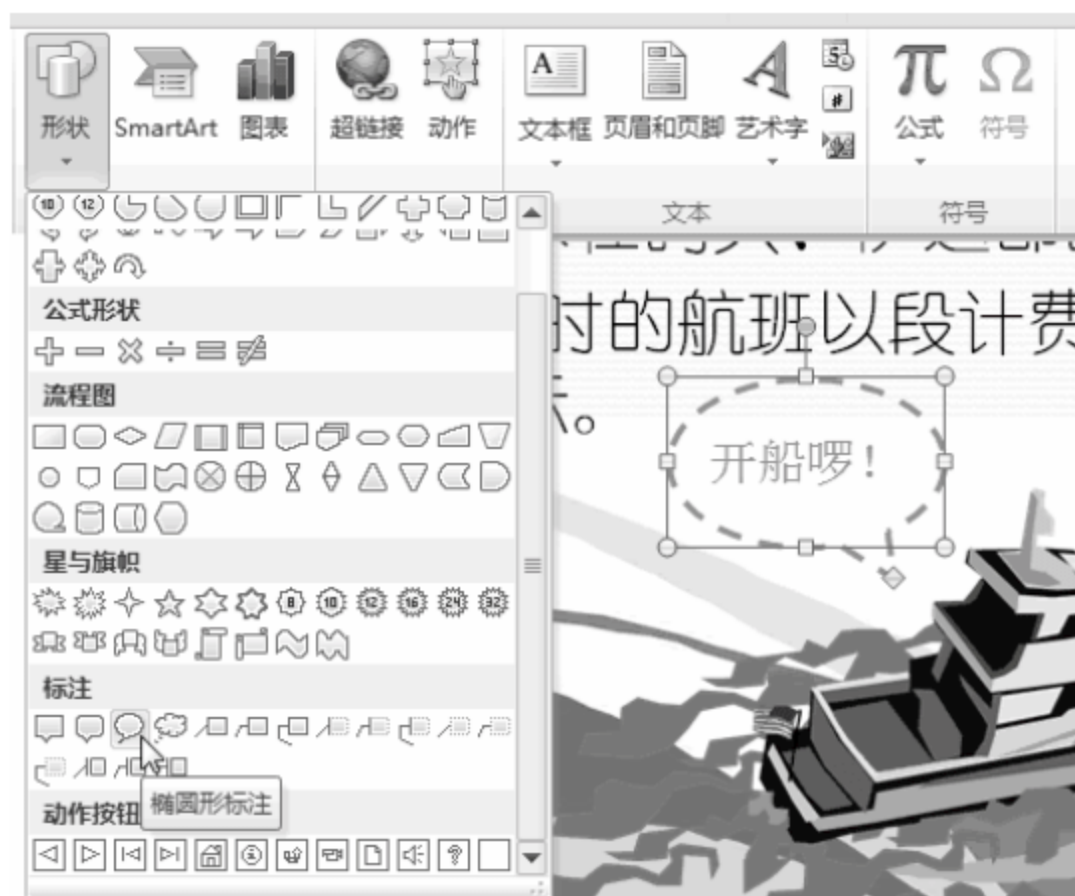 形状 SmartArt 图表 超链接 动作 文本框 页眉和页脚 艺术字 公式 符号
文本 符号
公式形状
流程图
星与旗帜
标注
椭圆形标注
动作按钮
时的航班以段计费
示。
开船啰！